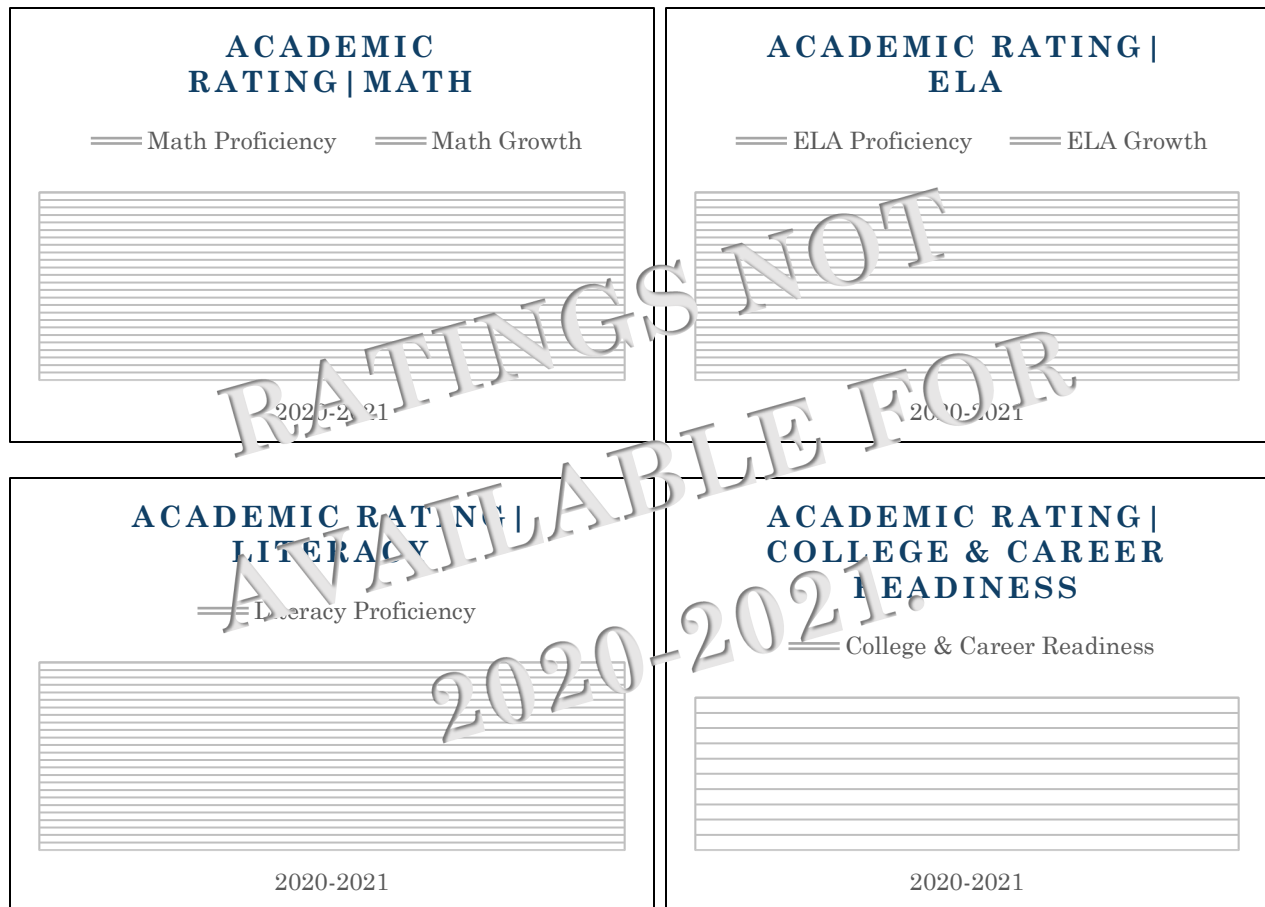 ACADEMIC
RATING|MATH
Math Proficiency Math Growth
2020-2021
ACADEMIC RATING|
ELA
ELA Proficiency ELA Growth
2020-2021
RATINGS NOT
AVAILABLE FOR
2020-2021.
ACADEMIC RATING|
LITERACY
Literacy Proficiency
2020-2021
ACADEMIC RATING|
COLLEGE & CAREER
READINESS
College & Career Readiness
2020-2021